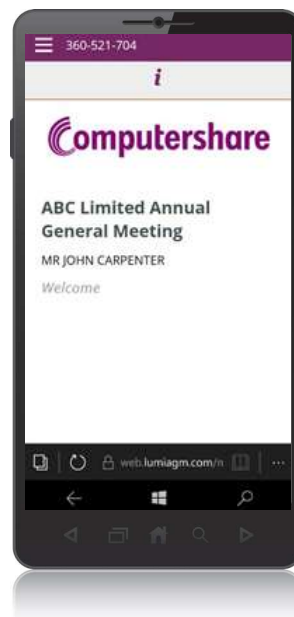 360-521-704
i
Computershare
ABC Limited Annual
General Meeting
MR JOHN CARPENTER
Welcome
web.lumiagm.com/n